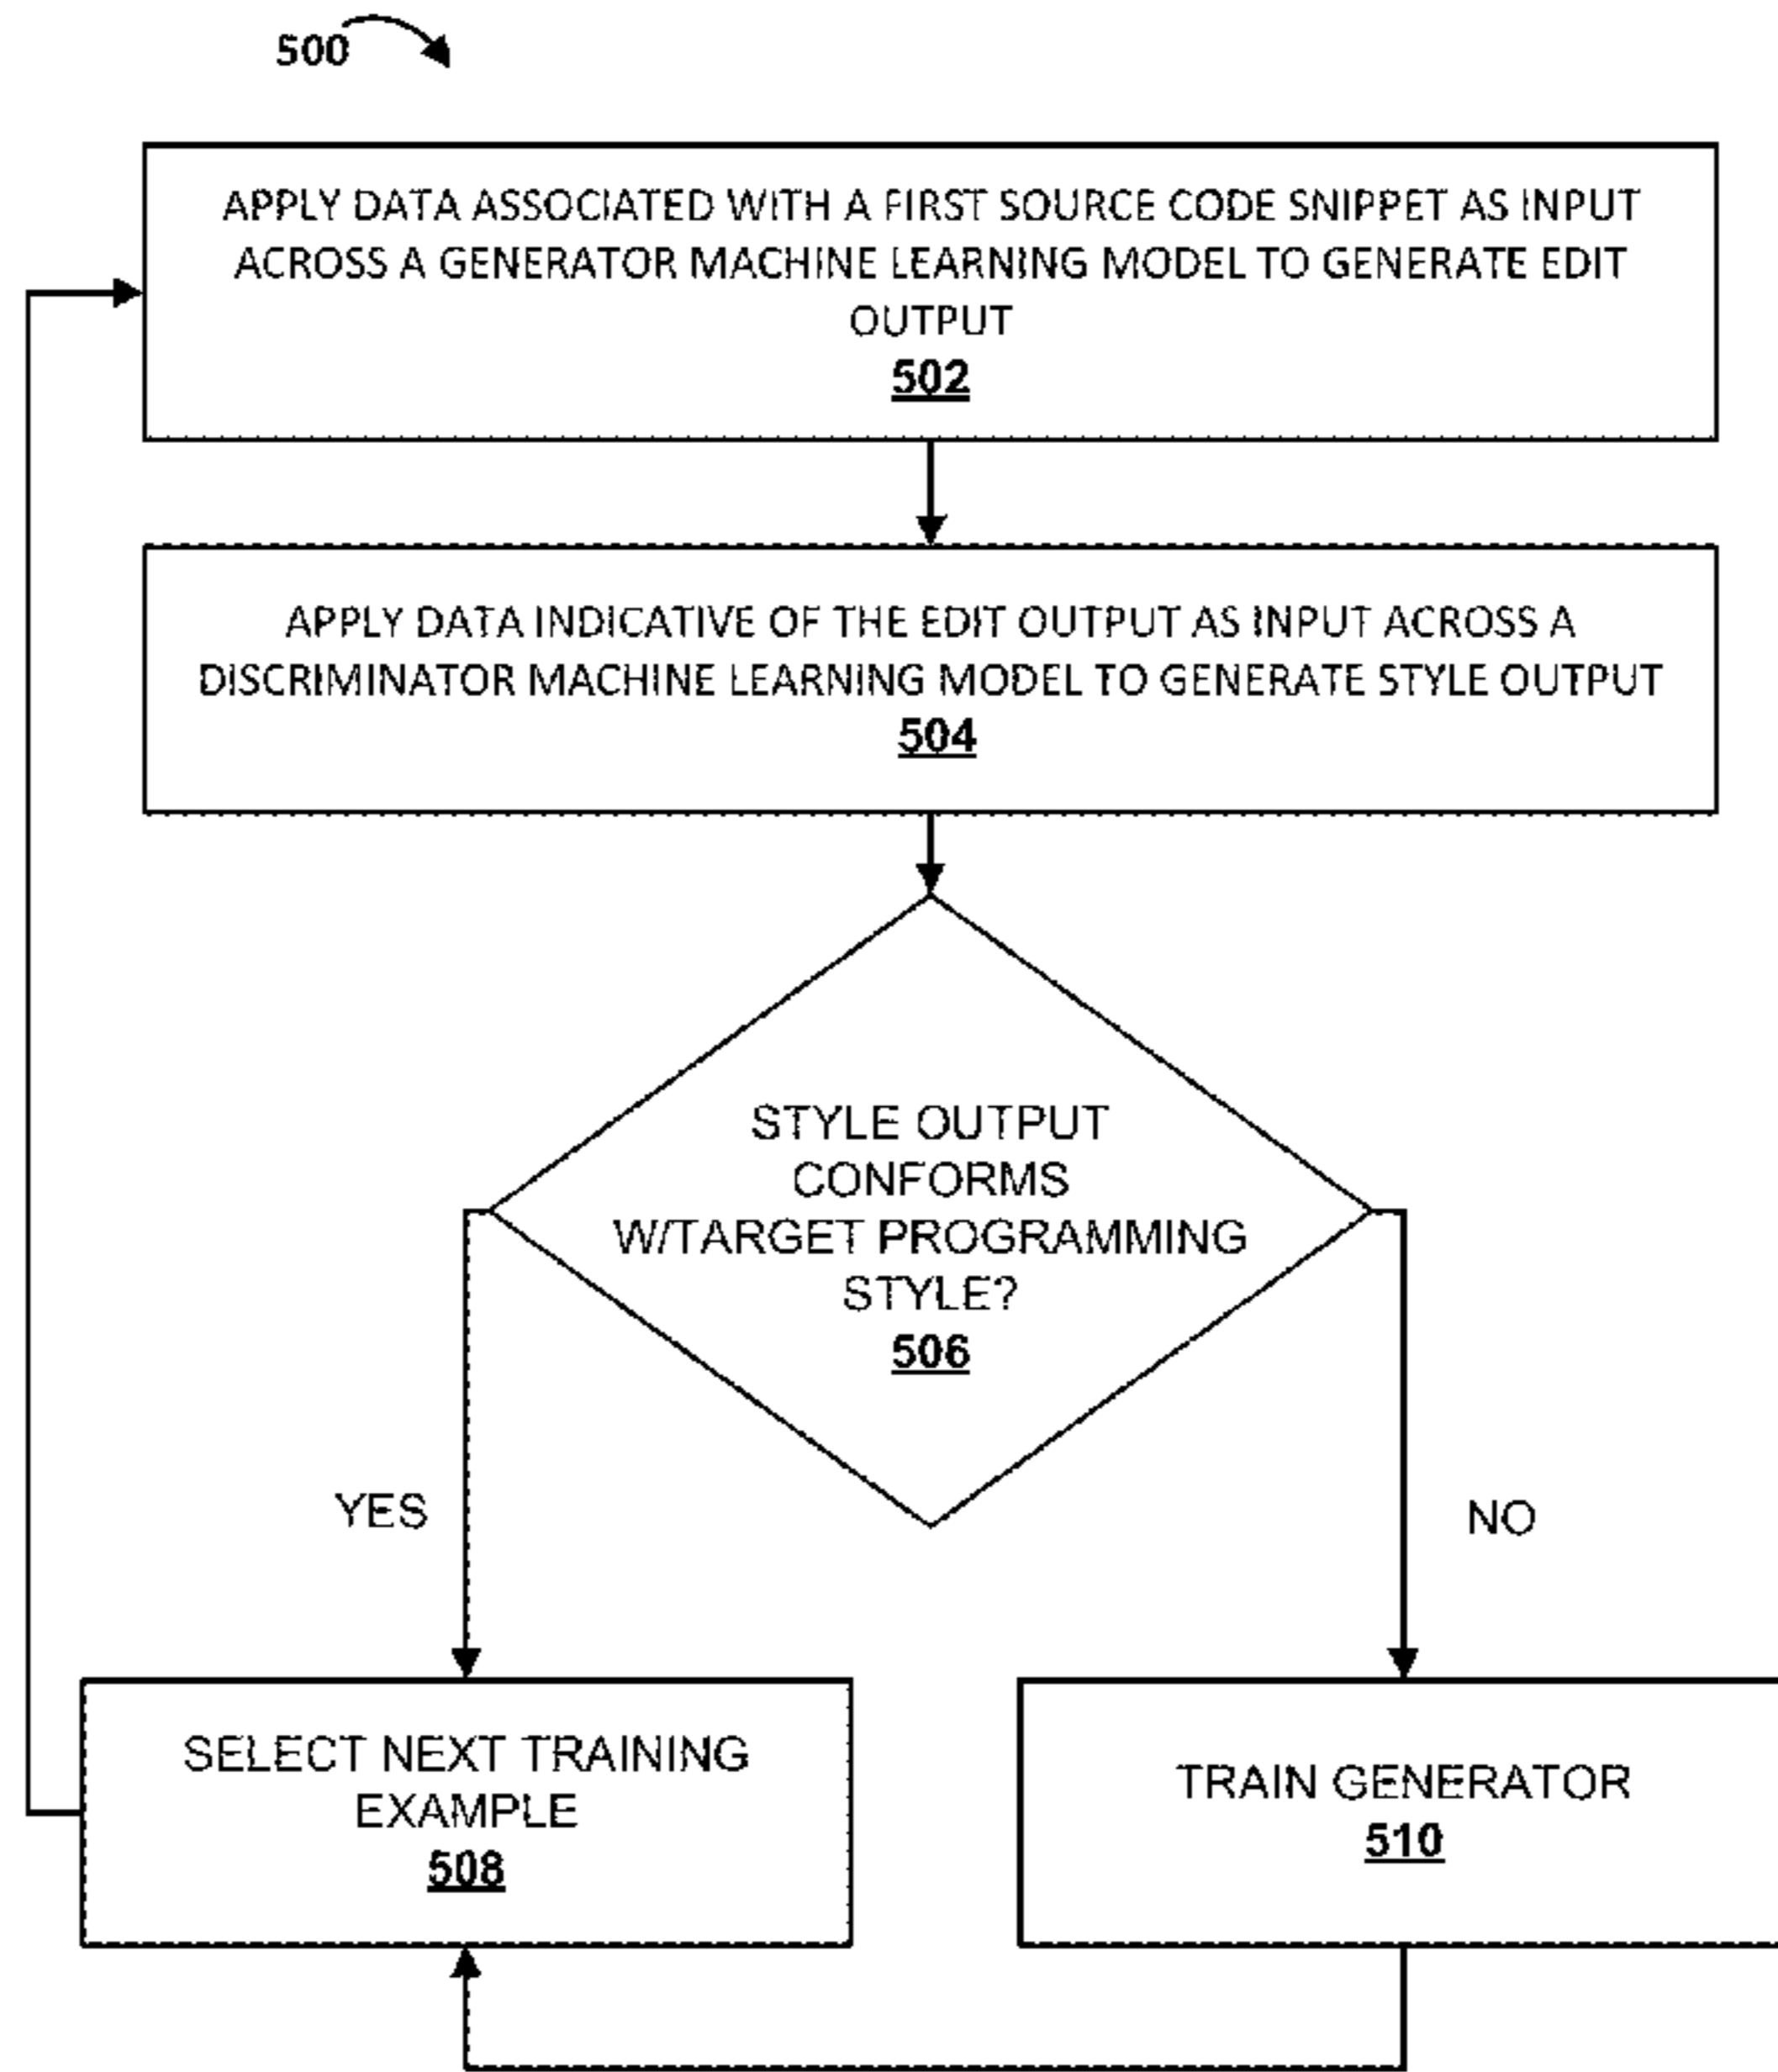 500
APPLY DATA ASSOCIATED WITH A FIRST SOURCE CODE SNIPPET AS INPUT
ACROSS A GENERATOR MACHINE LEARNING MODEL TO GENERATE EDIT
OUTPUT
502
APPLY DATA INDICATIVE OF THE EDIT OUTPUT AS INPUT ACROSS A
DISCRIMINATOR MACHINE LEARNING MODEL TO GENERATE STYLE OUTPUT
504
STYLE OUTPUT
CONFORMS
W/TARGET PROGRAMMING
STYLE?
506
YES
NO
SELECT NEXT TRAINING
EXAMPLE
508
TRAIN GENERATOR
510